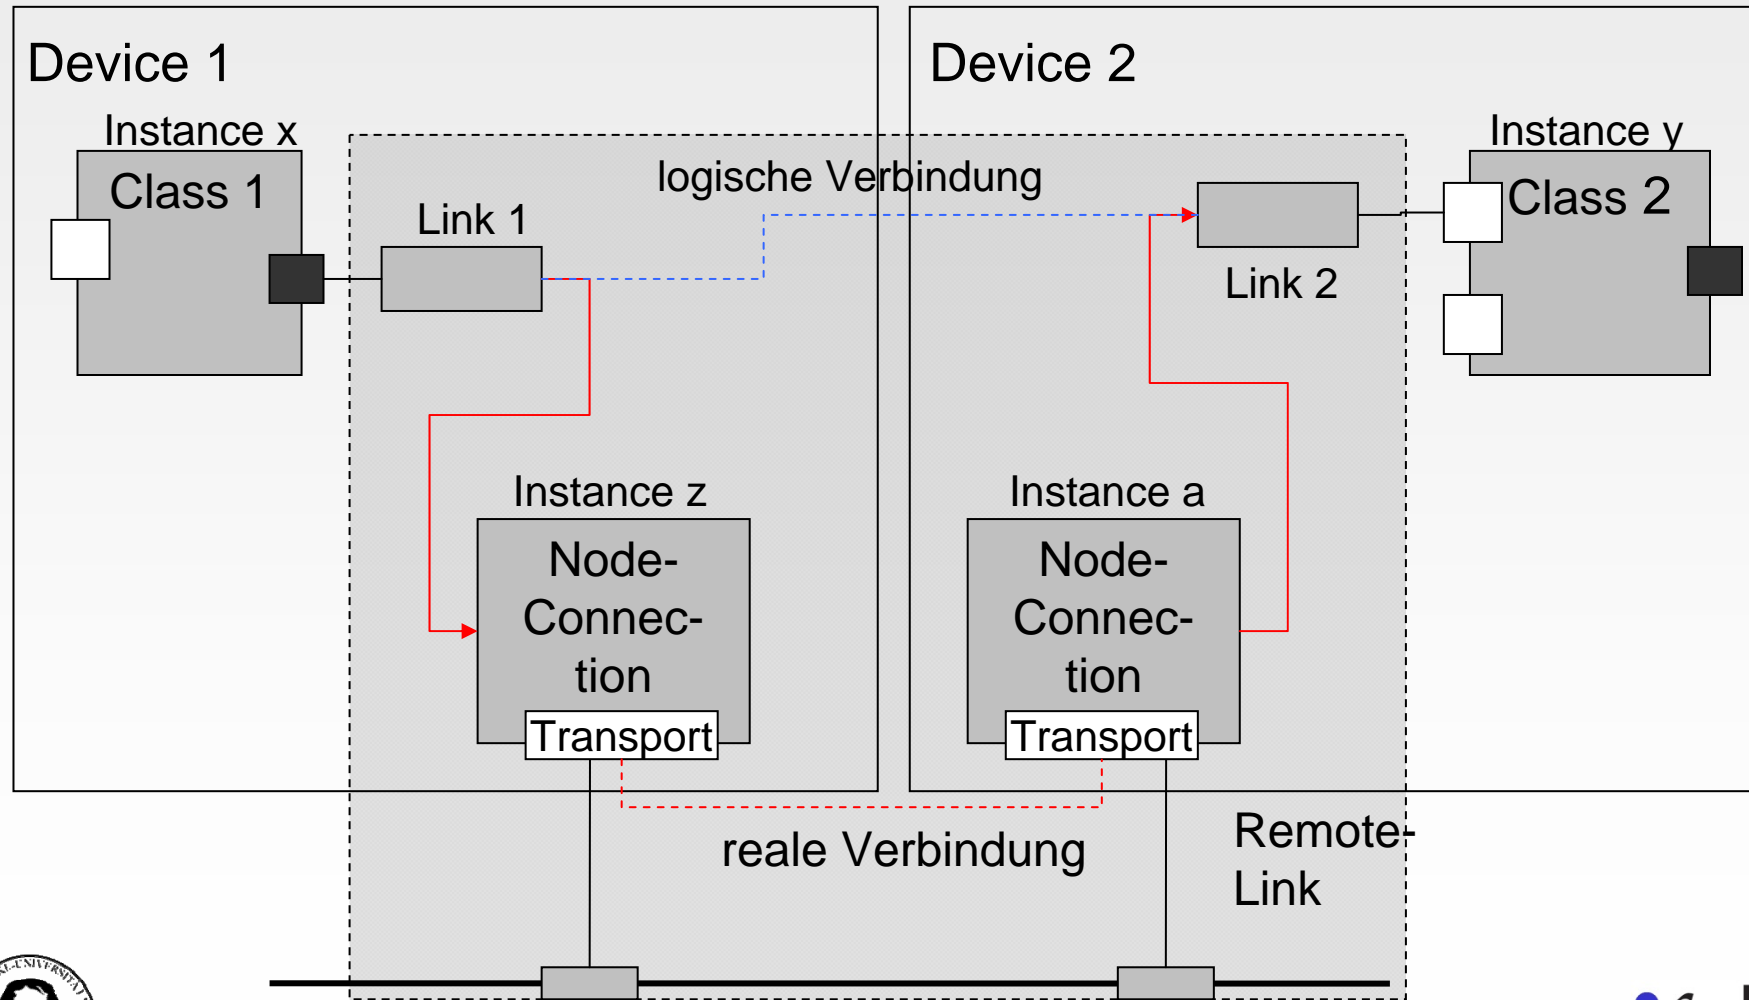 Device 1
Device 2
Instance x
Instance y
logische Verbindung
Class 1
Class 2
Link 1
Link 2
Instance z
Instance a
Node-
Connec-
tion
Transport
Node-
Connec-
tion
Transport
reale Verbindung
Remote-
Link